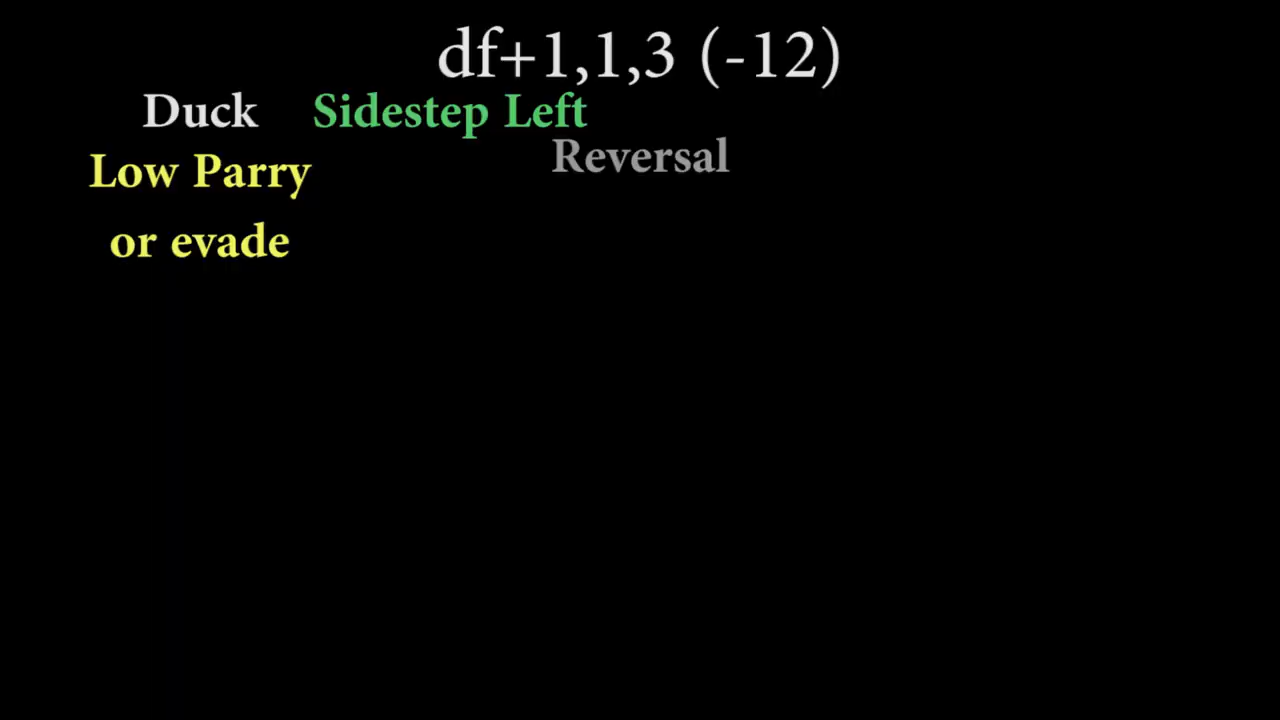 df+1,1,3 (-12)
Duck Sidestep Left
Reversal
Low Parry
or evade